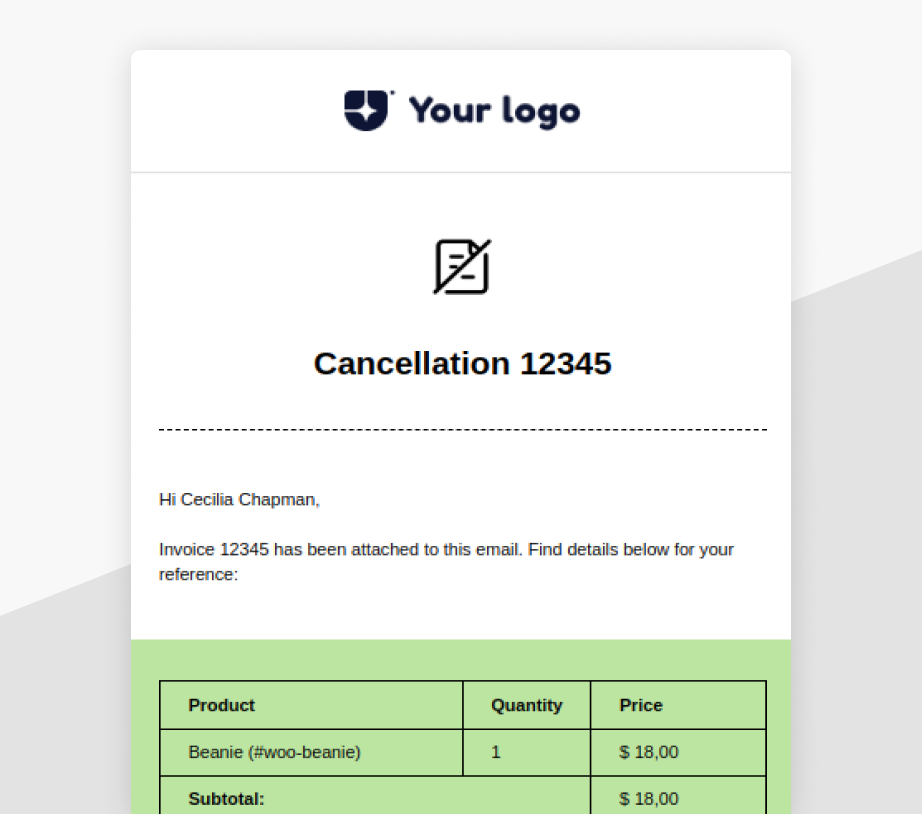 Your logo
Cancellation 12345
Hi Cecilia Chapman,
Invoice 12345 has been attached to this email. Find details below for your
reference:
Product Quantity Price
Beanie (#woo-beanie) 1 $ 18,00
Subtotal: $ 18,00